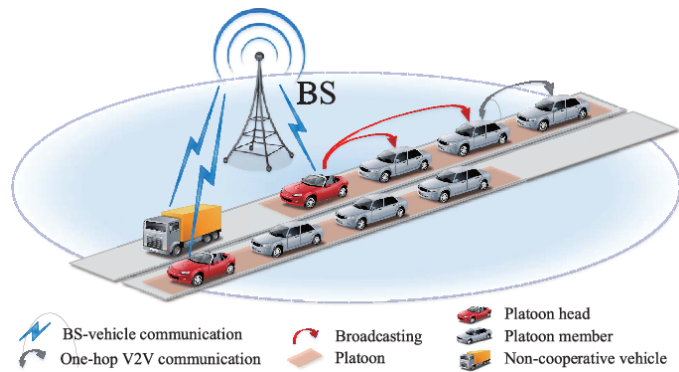 BS
BS-vehicle communication
One-hop V2V communication
Broadcasting
Platoon
Platoon head
Platoon member
Non-cooperative vehicle